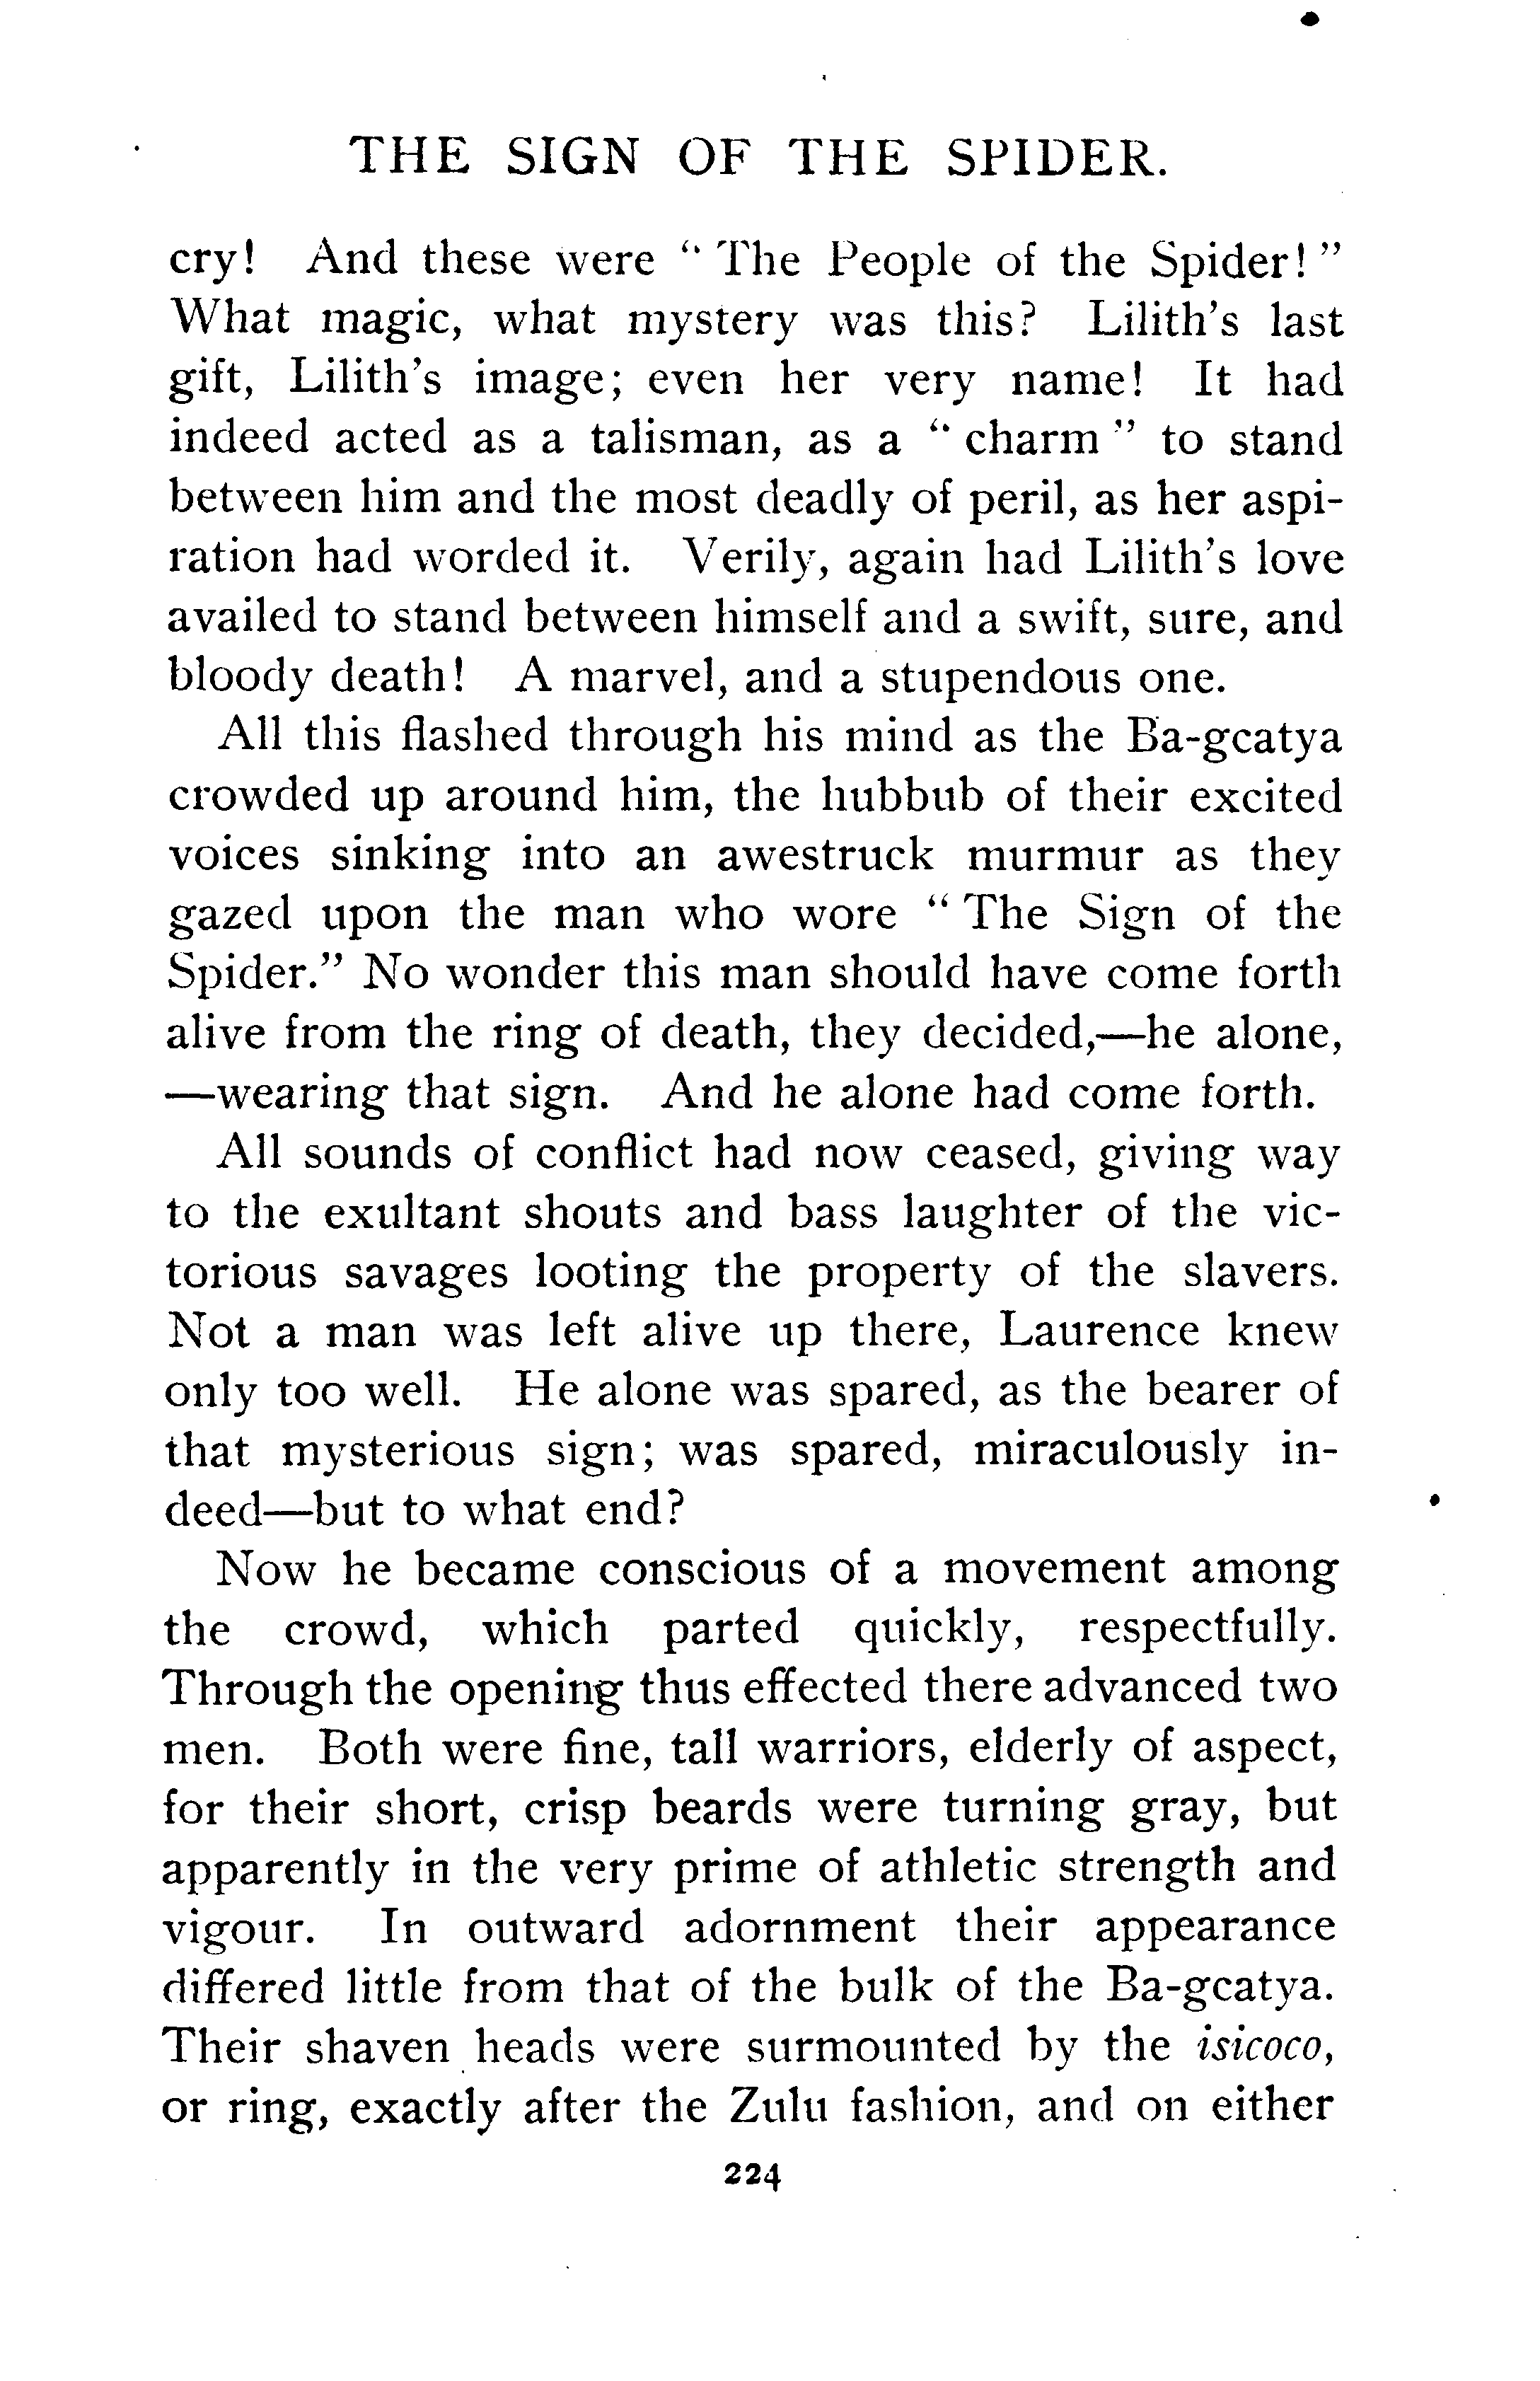 THE SIGN OF THE SPIDER.
cry! And these were “ The People of the Spider! ”
What magic, what mystery was this? Lilith’s last
gift, Lilith’s image; even her very name! It had
indeed acted as a talisman, as a “ charm ” to stand
between him and the most deadly of peril, as her aspi-
ration had worded it. Verily, again had Lilith’s love
availed to stand between himself and a swift, sure, and
bloody death! A marvel, and a stupendous one.
All this flashed through his mind as the Ba-gcatya
crowded up around him, the hubbub of their excited
voices sinking into an awestruck murmur as they
gazed upon the man who wore “ The Sign of the
Spider.” No wonder this man should have come forth
alive from the ring of death, they decided,—he alone,
—wearing that sign. And he alone had come forth.
All sounds of conflict had now ceased, giving way
to the exultant shouts and bass laughter of the vic-
torious savages looting the property of the slavers.
Not a man was left alive up there, Laurence knew
only too well. He alone was spared, as the bearer of
that mysterious sign; was spared, miraculously in-
deed—but to what end?
Now he became conscious of a movement among
the crowd, which parted quickly, respectfully.
Through the opening thus effected there advanced two
men. Both were fine, tall warriors, elderly of aspect,
for their short, crisp beards were turning gray, but
apparently in the very prime of athletic strength and
vigour. In outward adornment their appearance
differed little from that of the bulk of the Ba-gcatya.
Their shaven heads were surmounted by the isicoco,
or ring, exactly after the Zulu fashion, and on either
224